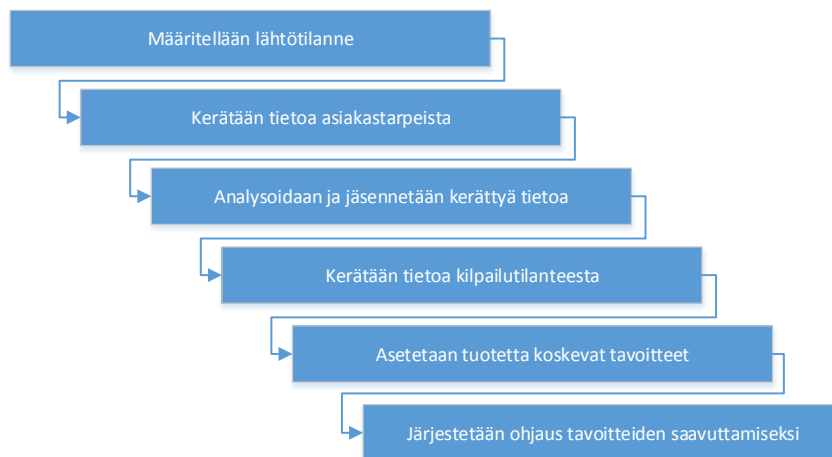 Määritellään lähtötilanne
Kerätään tietoa asiakastarpeista
Analysoidaan ja jäsennetään kerättyä tietoa
Kerätään tietoa kilpailutilanteesta
Asetetaan tuotetta koskevat tavoitteet
Järjestetään ohjaus tavoitteiden saavuttamiseksi